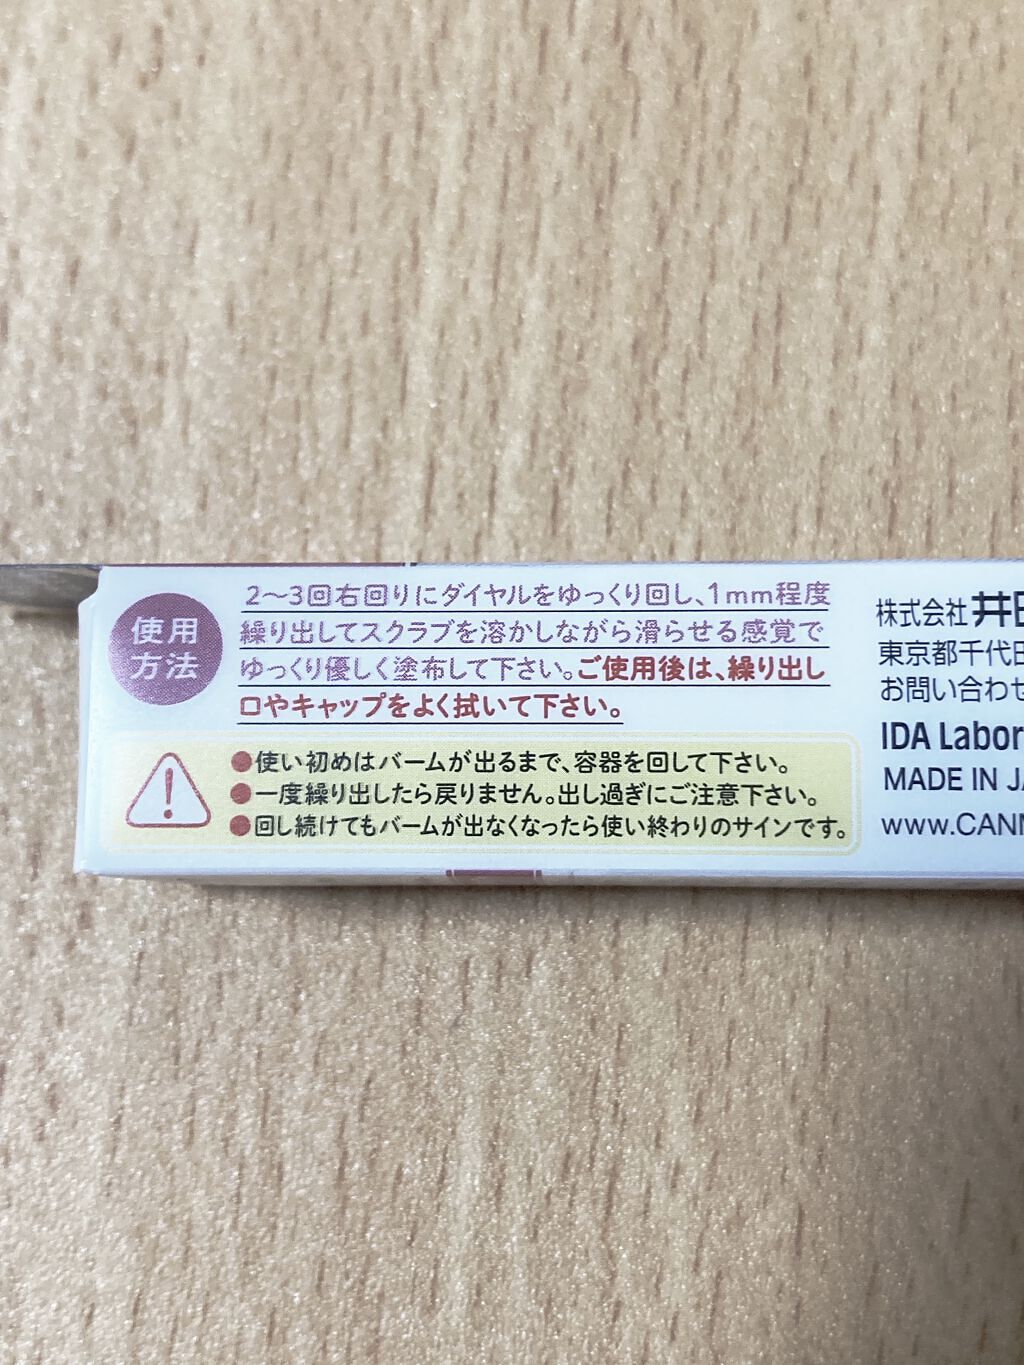 使用
方法
2〜3回右回りにダイヤルをゆっくり回し、1mm程度
繰り出してスクラブを溶かしながら滑らせる感覚で
ゆっくり優しく塗布して下さい。ご使用後は、繰り出し
口やキャップをよく拭いて下さい。
●使い初めはバームが出るまで、容器を回して下さい。
●一度繰り出したら戻りません。出し過ぎにご注意下さい。
●回し続けてもバームが出なくなったら使い終わりのサインです。
株式会社 井
東京都千代田
お問い合わせ
IDA Labor
MADE IN JA
www.CANM